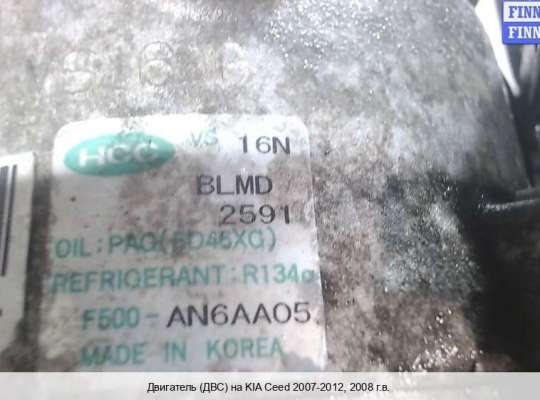 FINN
FINN
VS16
HCC VS 16N
BLMD
2591
OIL: PAG(FD46XG)
REFRIGERANT: R134a
F500-AN6AA05
MADE IN KOREA
Двигатель (ДВС) на KIA Ceed 2007-2012, 2008 г.в.